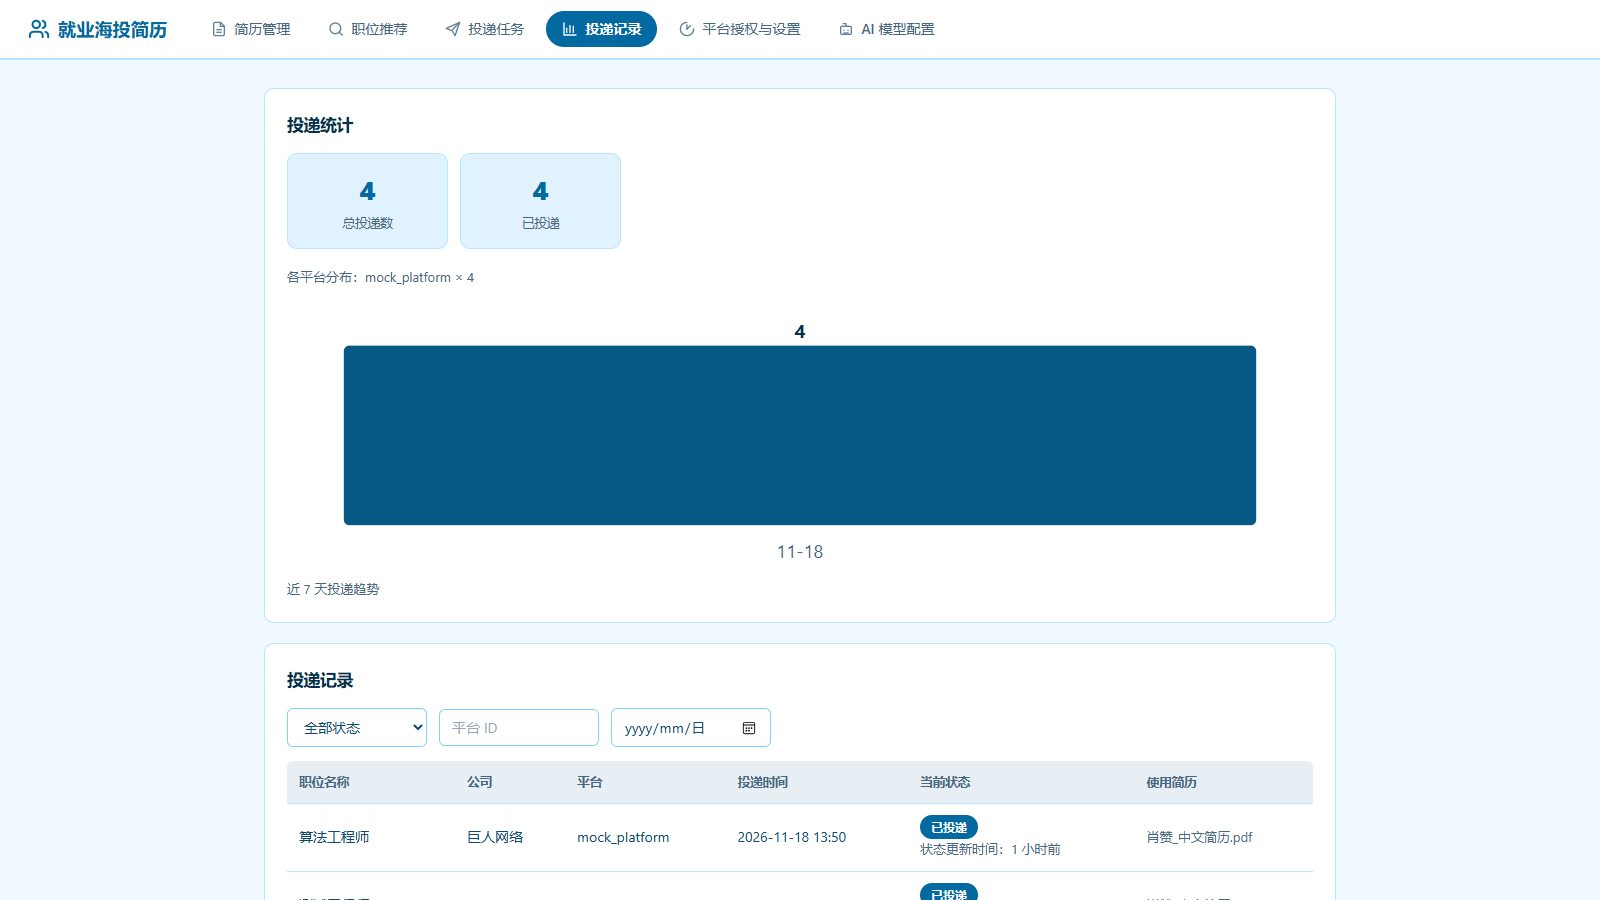 就业海投简历
简历管理
职位推荐
投递任务
投递记录
平台授权与设置
AI 模型配置
投递统计
4
总投递数
4
已投递
各平台分布：mock_platform × 4
4
11-18
近 7 天投递趋势
投递记录
全部状态
平台 ID
yyyy/mm/日
职位名称 公司 平台 投递时间 当前状态 使用简历
算法工程师 巨人网络 mock_platform 2026-11-18 13:50 已投递 肖赞_中文简历.pdf
状态更新时间：1 小时前
已投递